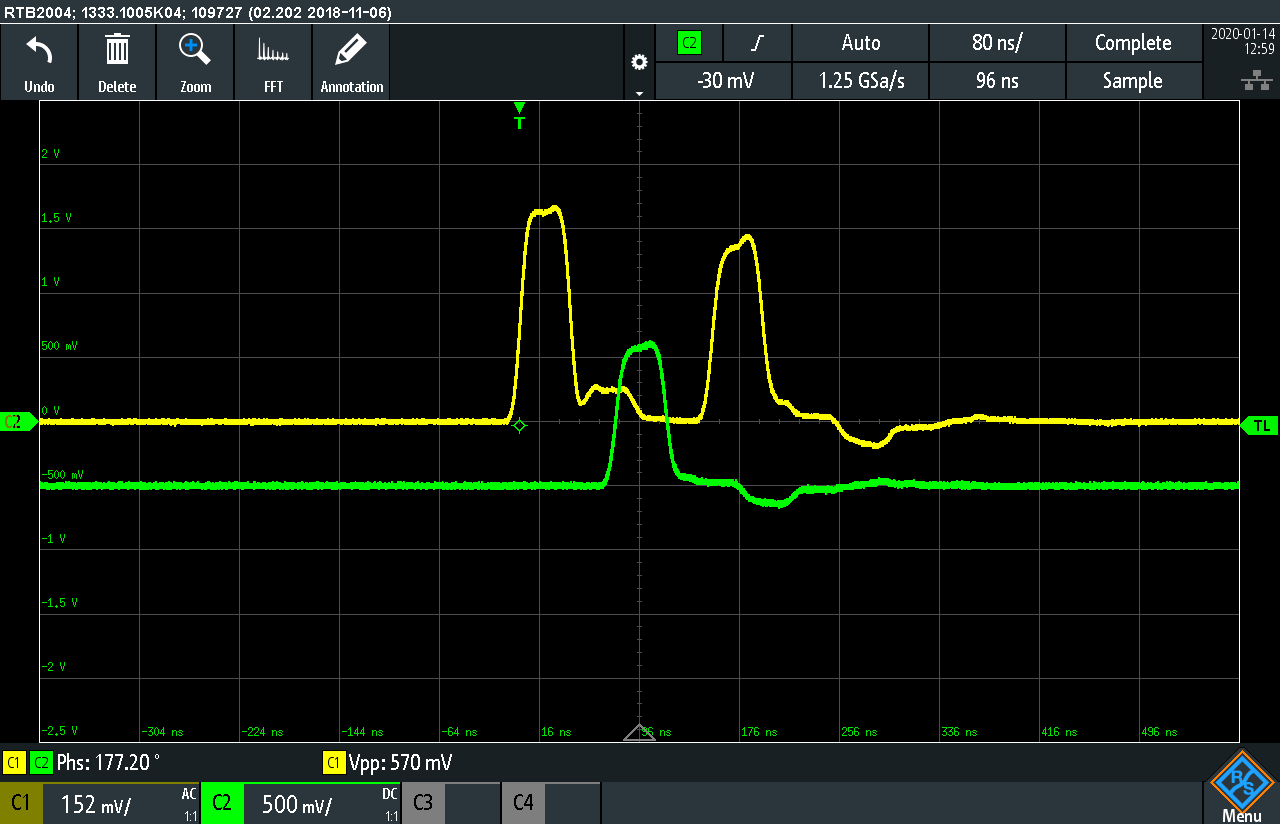 RTB2004; 1333.1005K04; 109727 (02.202 2018-11-06)
Undo Delete Zoom FFT Annotation
C2 Auto 80 ns/ Complete
-30 mV 1.25 GSa/s 96 ns Sample
2020-01-14
12:59
T
2 V
1.5 V
1 V
500 mV
0 V
C2
TL
-500 mV
-1 V
-1.5 V
-2 V
-2.5 V
-304 ns -224 ns -144 ns -64 ns 16 ns 96 ns 176 ns 256 ns 336 ns 416 ns 496 ns
C1 C2 Phs: 177.20 ° C1 Vpp: 570 mV
C1 152 mV/ AC 1:1 C2 500 mV/ DC 1:1 C3 C4
R S
Menu